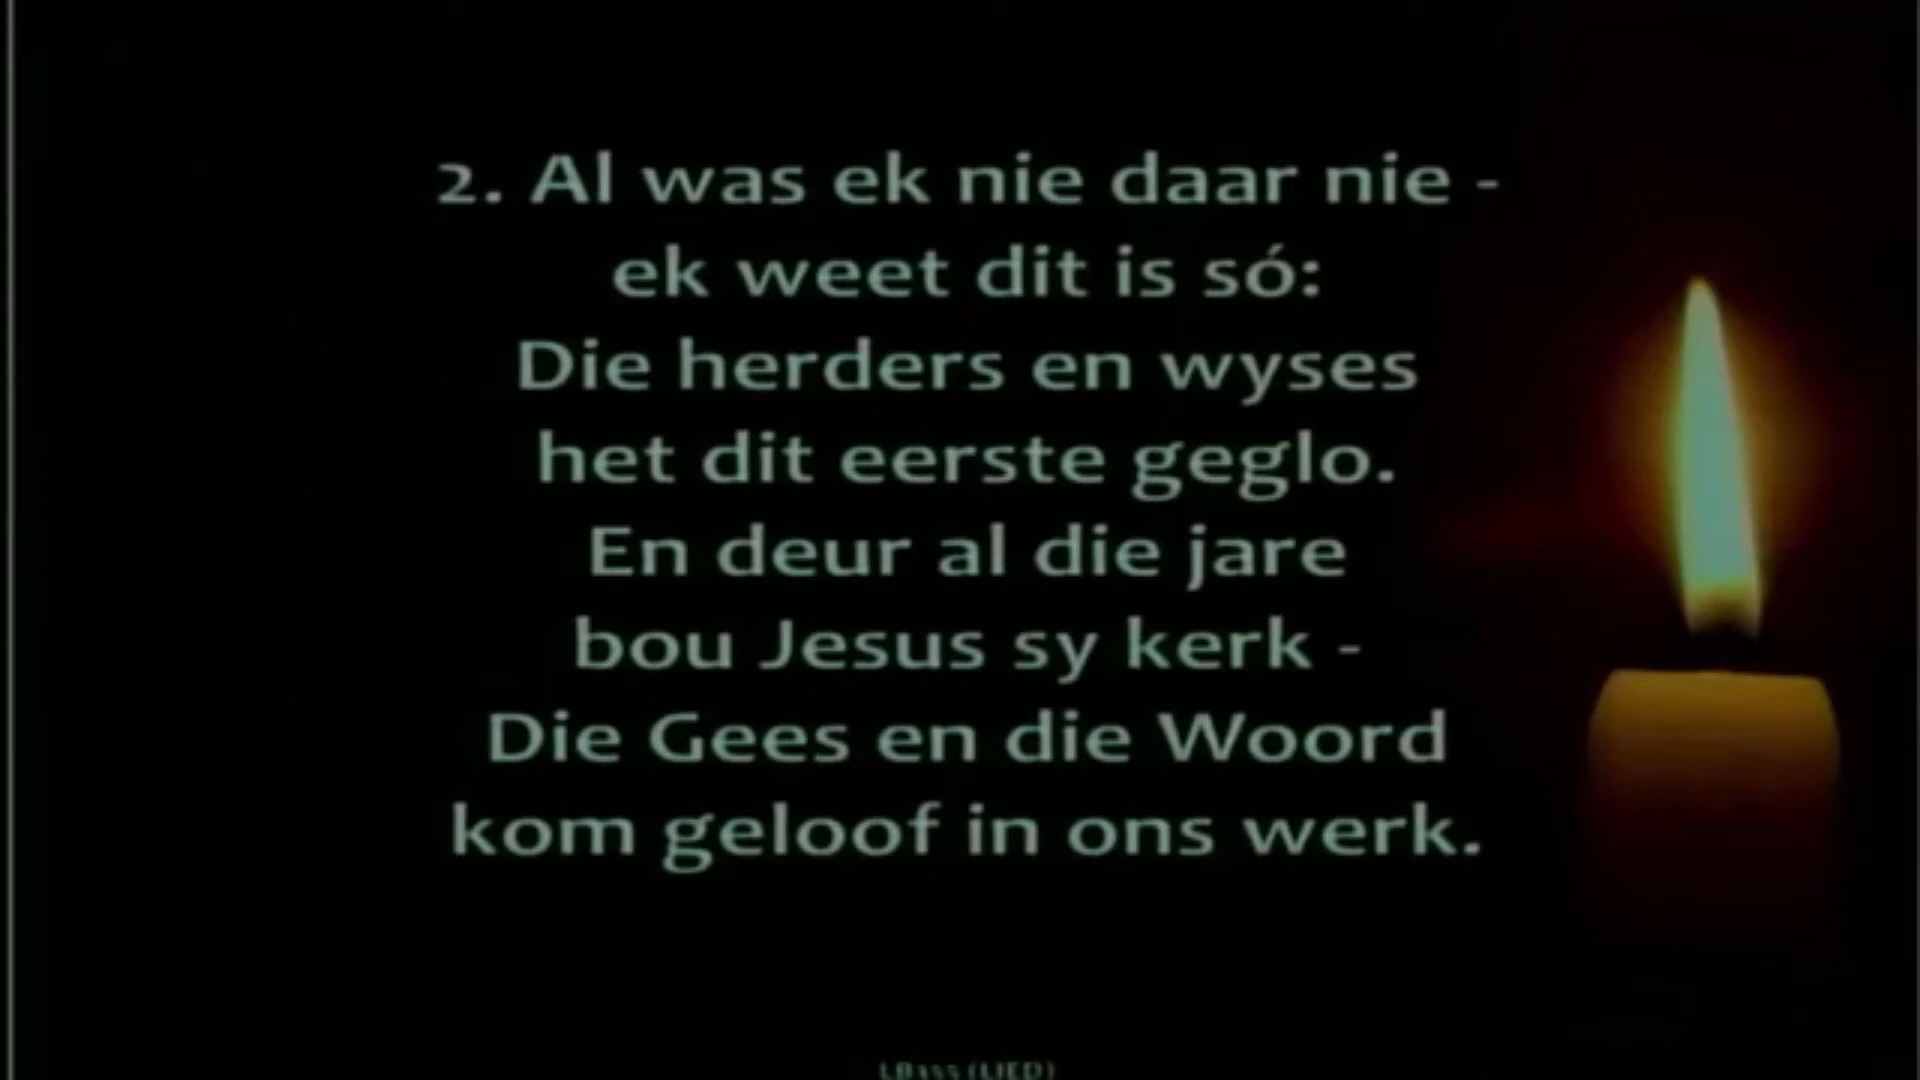 2. Al was ek nie daar nie -
ek weet dit is só:
Die herders en wyses
het dit eerste geglo.
En deur al die jare
bou Jesus sy kerk -
Die Gees en die Woord
kom geloof in ons werk.
(LIED)